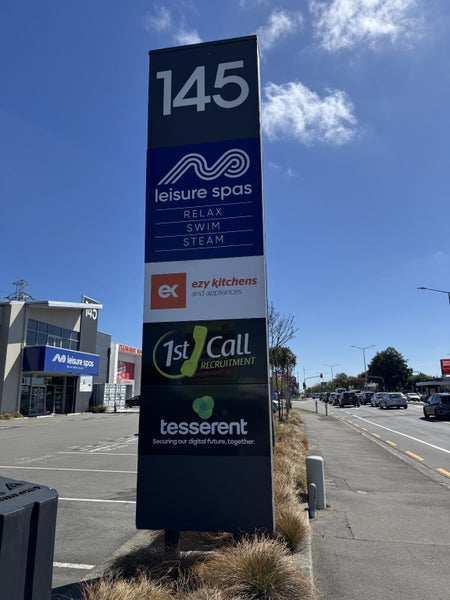 145
leisure spas
RELAX
SWIM
STEAM
ek
ezy kitchens
and appliances
1st Call
RECRUITMENT
tesserent
Securing our digital future, together.
145
leisure spas